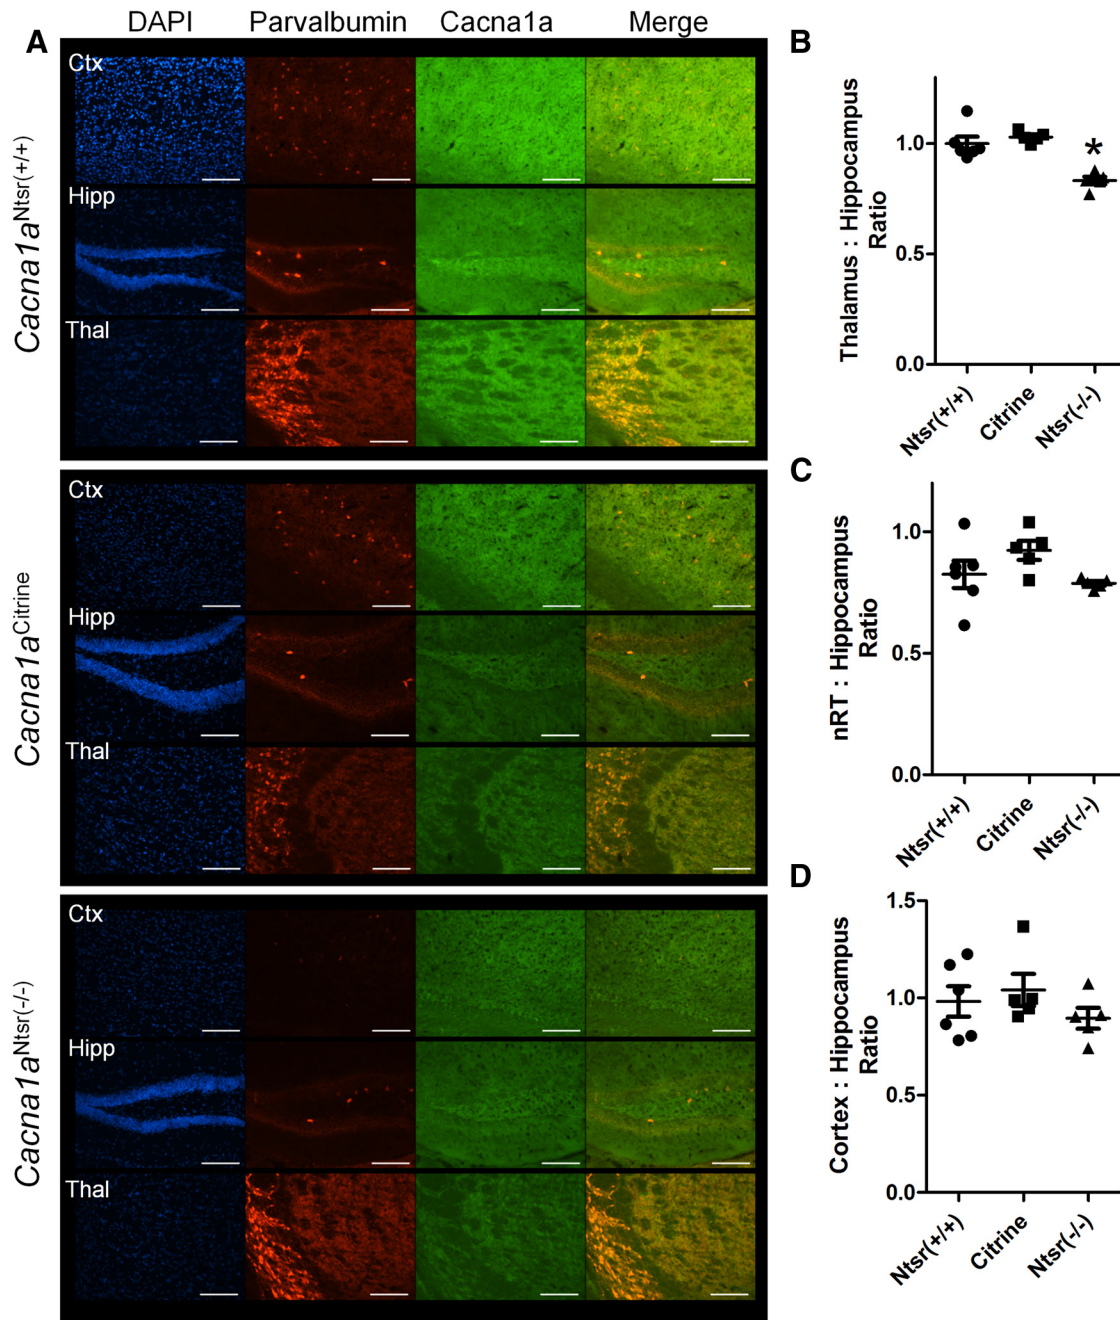 A
DAPI
Parvalbumin
Cacna1a
Merge
Cacna1a^Ntsr(+/+)
Ctx
Hipp
Thal
Cacna1a^Citrine
Ctx
Hipp
Thal
Cacna1a^Ntsr(-/-)
Ctx
Hipp
Thal
B
Thalamus : Hippocampus
Ratio
1.0
0.5
0.0
*
Ntsr(+/+)
Citrine
Ntsr(-/-)
C
nRT : Hippocampus
Ratio
1.0
0.5
0.0
Ntsr(+/+)
Citrine
Ntsr(-/-)
D
Cortex : Hippocampus
Ratio
1.5
1.0
0.5
0.0
Ntsr(+/+)
Citrine
Ntsr(-/-)